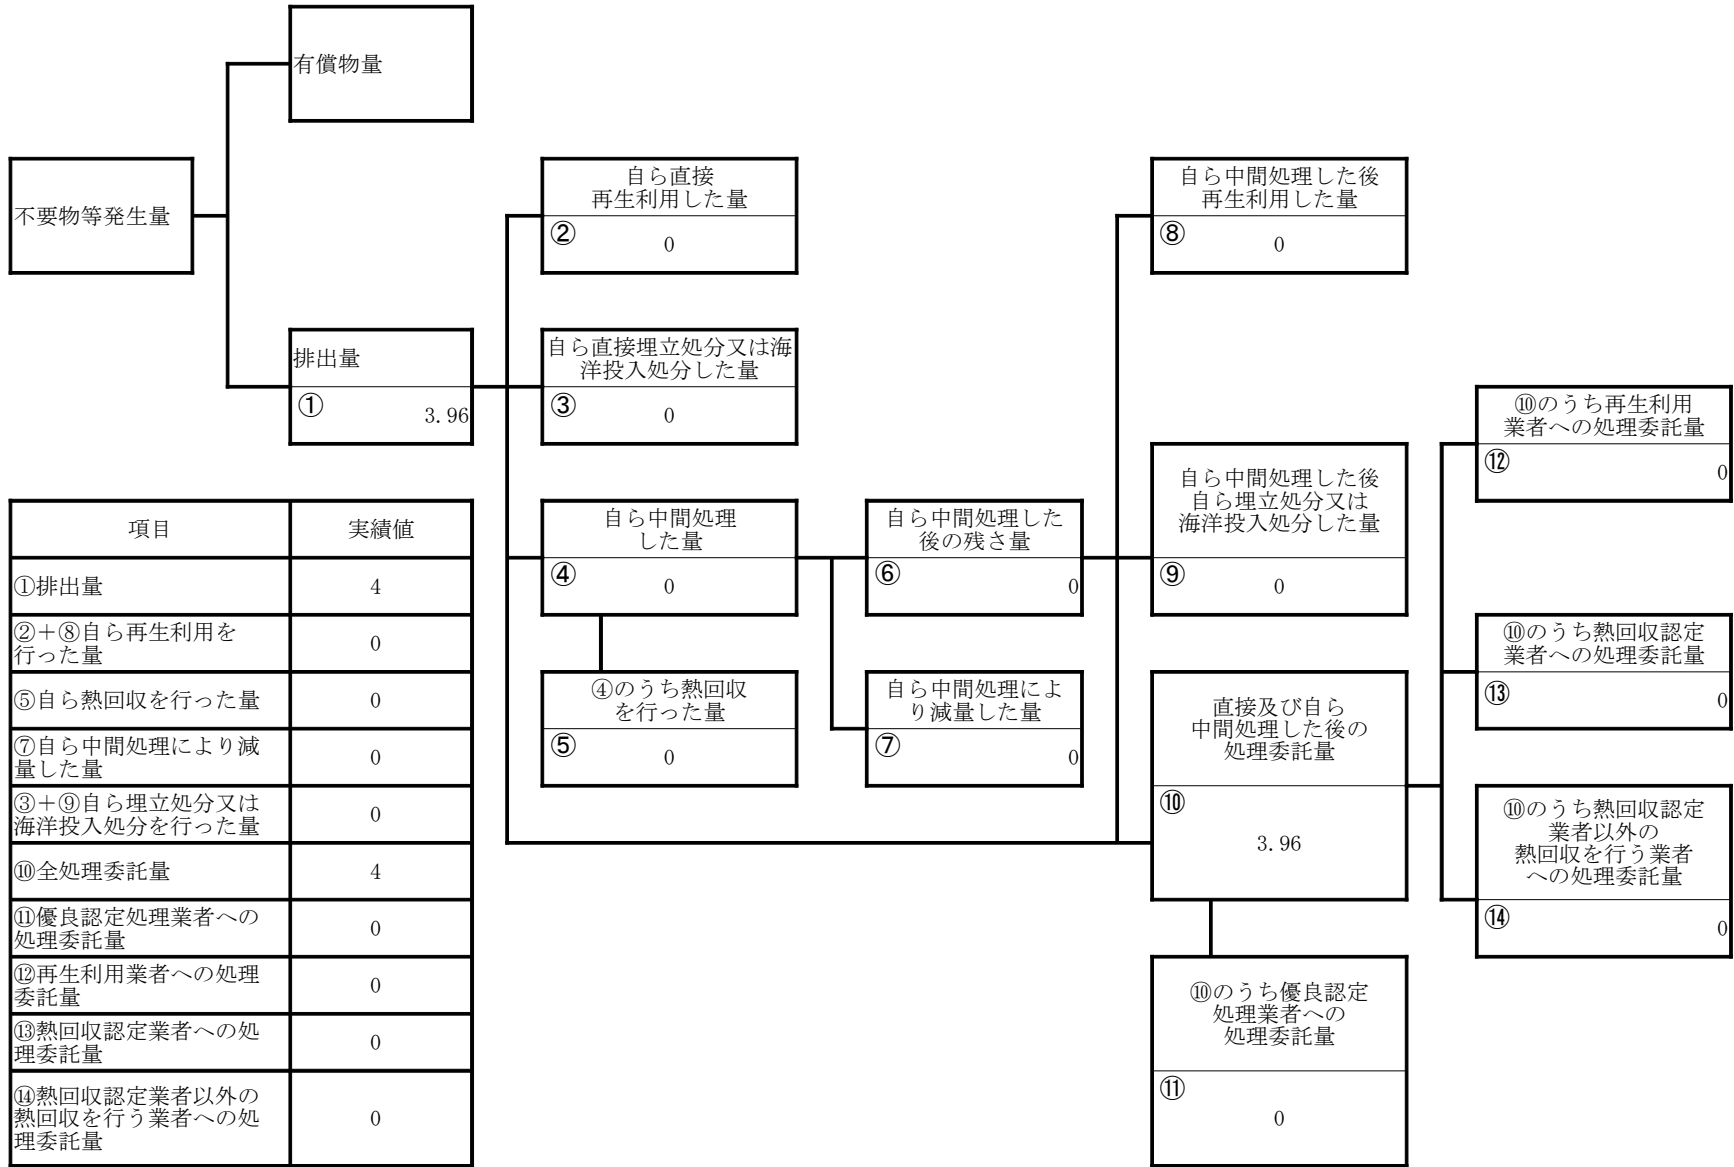 有償物量
不要物等発生量
自ら直接
再生利用した量
②
0
自ら中間処理した後
再生利用した量
⑧
0
排出量
①
3.96
自ら直接埋立処分又は海
洋投入処分した量
③
0
⑩のうち再生利用
業者への処理委託量
⑫
0
自ら中間処理
した量
④
0
自ら中間処理した
後の残さ量
⑥
0
自ら中間処理した後
自ら埋立処分又は
海洋投入処分した量
⑨
0
⑩のうち熱回収認定
業者への処理委託量
⑬
0
④のうち熱回収
を行った量
⑤
0
自ら中間処理によ
り減量した量
⑦
0
直接及び自ら
中間処理した後の
処理委託量
⑩
3.96
⑩のうち熱回収認定
業者以外の
熱回収を行う業者
への処理委託量
⑭
0
⑩のうち優良認定
処理業者への
処理委託量
⑪
0
項目 実績値
①排出量 4
②＋⑧自ら再生利用を
行った量 0
⑤自ら熱回収を行った量 0
⑦自ら中間処理により減
量した量 0
③＋⑨自ら埋立処分又は
海洋投入処分を行った量 0
⑩全処理委託量 4
⑪優良認定処理業者への
処理委託量 0
⑫再生利用業者への処理
委託量 0
⑬熱回収認定業者への処
理委託量 0
⑭熱回収認定業者以外の
熱回収を行う業者への処 0
理委託量